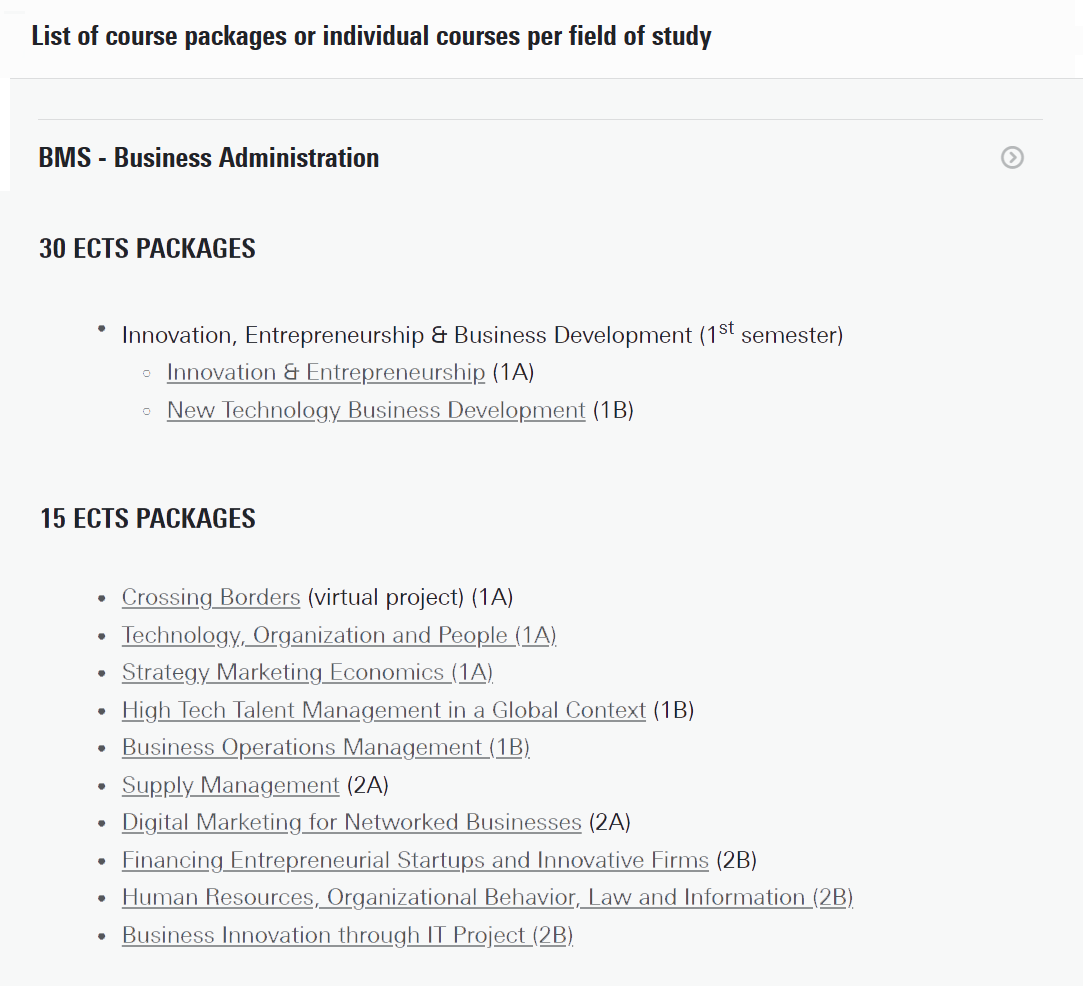 List of course packages or individual courses per field of study
BMS - Business Administration
30 ECTS PACKAGES
Innovation, Entrepreneurship & Business Development (1st semester)
Innovation & Entrepreneurship (1A)
New Technology Business Development (1B)
15 ECTS PACKAGES
Crossing Borders (virtual project) (1A)
Technology, Organization and People (1A)
Strategy Marketing Economics (1A)
High Tech Talent Management in a Global Context (1B)
Business Operations Management (1B)
Supply Management (2A)
Digital Marketing for Networked Businesses (2A)
Financing Entrepreneurial Startups and Innovative Firms (2B)
Human Resources, Organizational Behavior, Law and Information (2B)
Business Innovation through IT Project (2B)